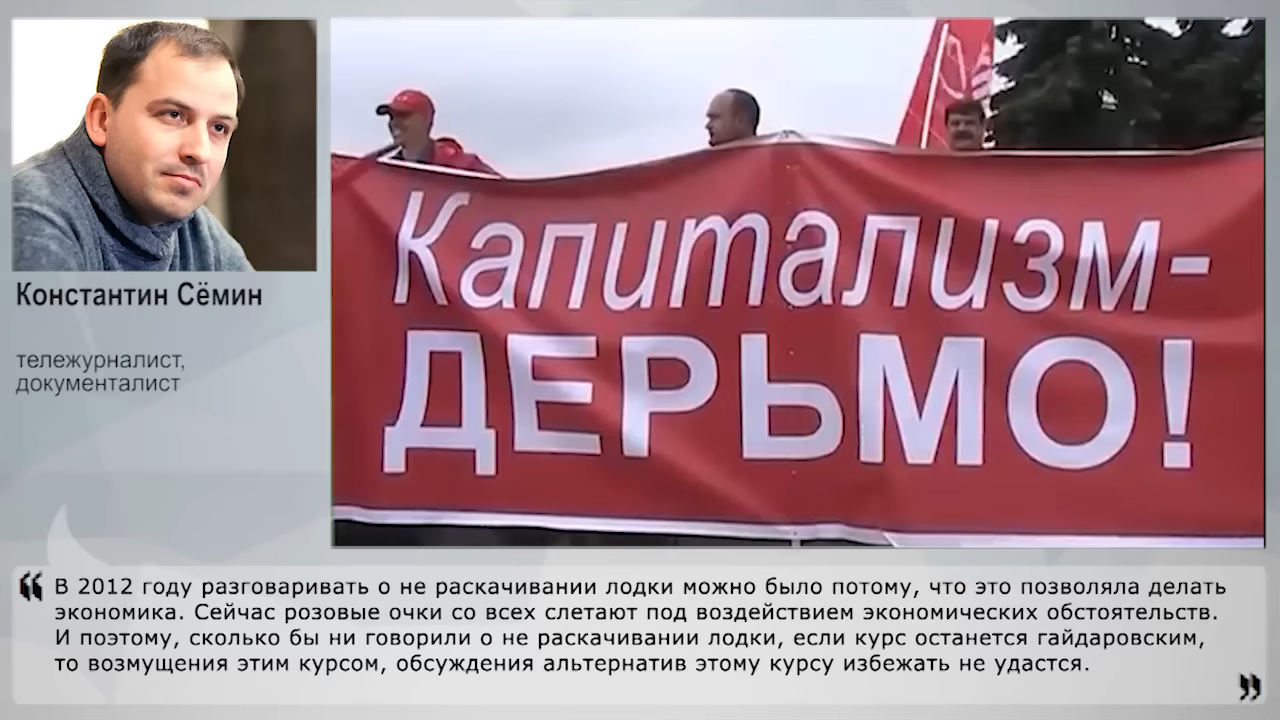 Константин Сёмин
тележурналист,
документалист
Капитализм-
ДЕРЬМО!
“ В 2012 году разговаривать о не раскачивании лодки можно было потому, что это позволяла делать
экономика. Сейчас розовые очки со всех слетают под воздействием экономических обстоятельств.
И поэтому, сколько бы ни говорили о не раскачивании лодки, если курс останется гайдаровским,
то возмущения этим курсом, обсуждения альтернатив этому курсу избежать не удастся.
”